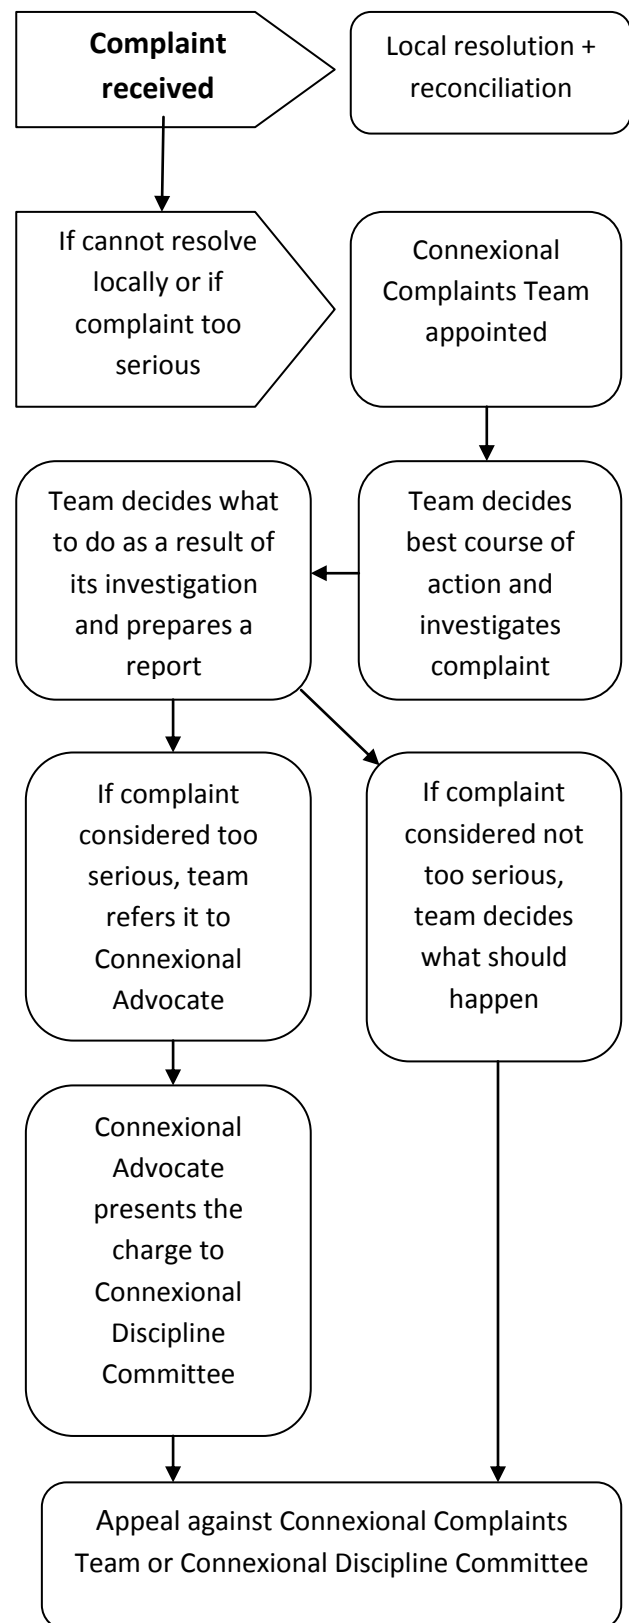 Complaint
received
Local resolution +
reconciliation
If cannot resolve
locally or if
complaint too
serious
Connexional
Complaints Team
appointed
Team decides
best course of
action and
investigates
complaint
Team decides what
to do as a result of
its investigation
and prepares a
report
If complaint
considered too
serious, team
refers it to
Connexional
Advocate
If complaint
considered not
too serious,
team decides
what should
happen
Connexional
Advocate
presents the
charge to
Connexional
Discipline
Committee
Appeal against Connexional Complaints
Team or Connexional Discipline Committee